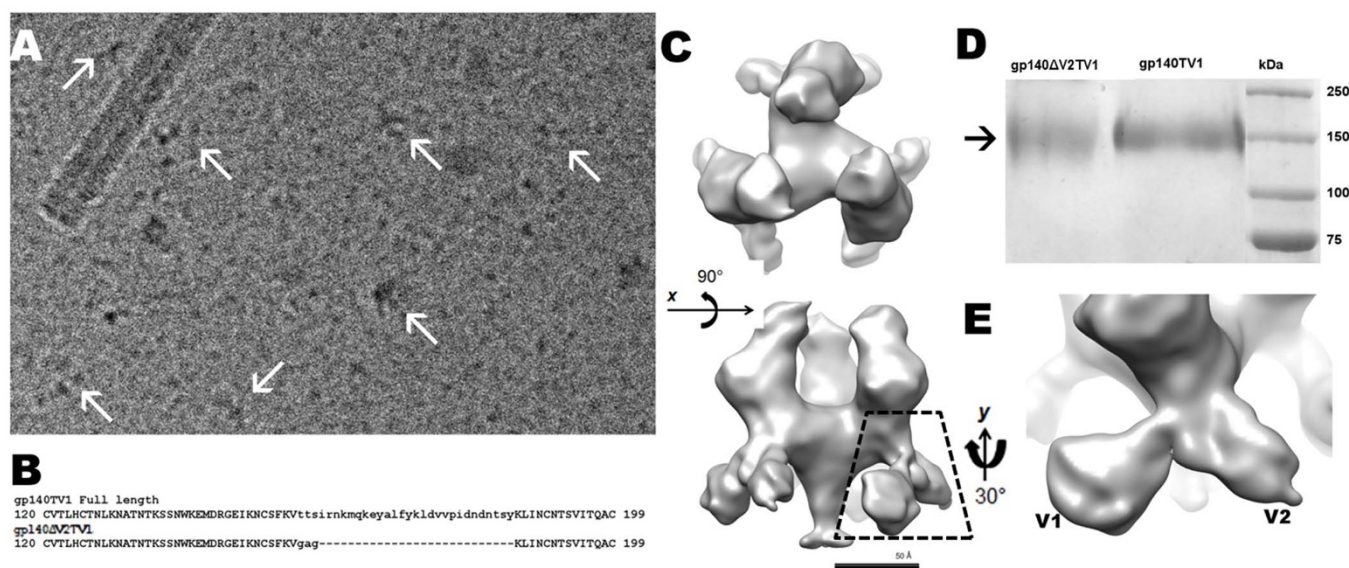 A
B
gp140TV1 Full length
120 CVTLHCTNLKNATNTKSSNWKEMDRGEIKNCSFKVttsirnkmqkeyalfykldvvpidndntsyKLINCNTSVITQAC 199
gp140ΔV2TV1
120 CVTLHCTNLKNATNTKSSNWKEMDRGEIKNCSFKVgag---------------------------KLINCNTSVITQAC 199
C
90°
x
y
30°
50 Å
D
gp140ΔV2TV1 gp140TV1 kDa
250
150
100
75
E
V1
V2